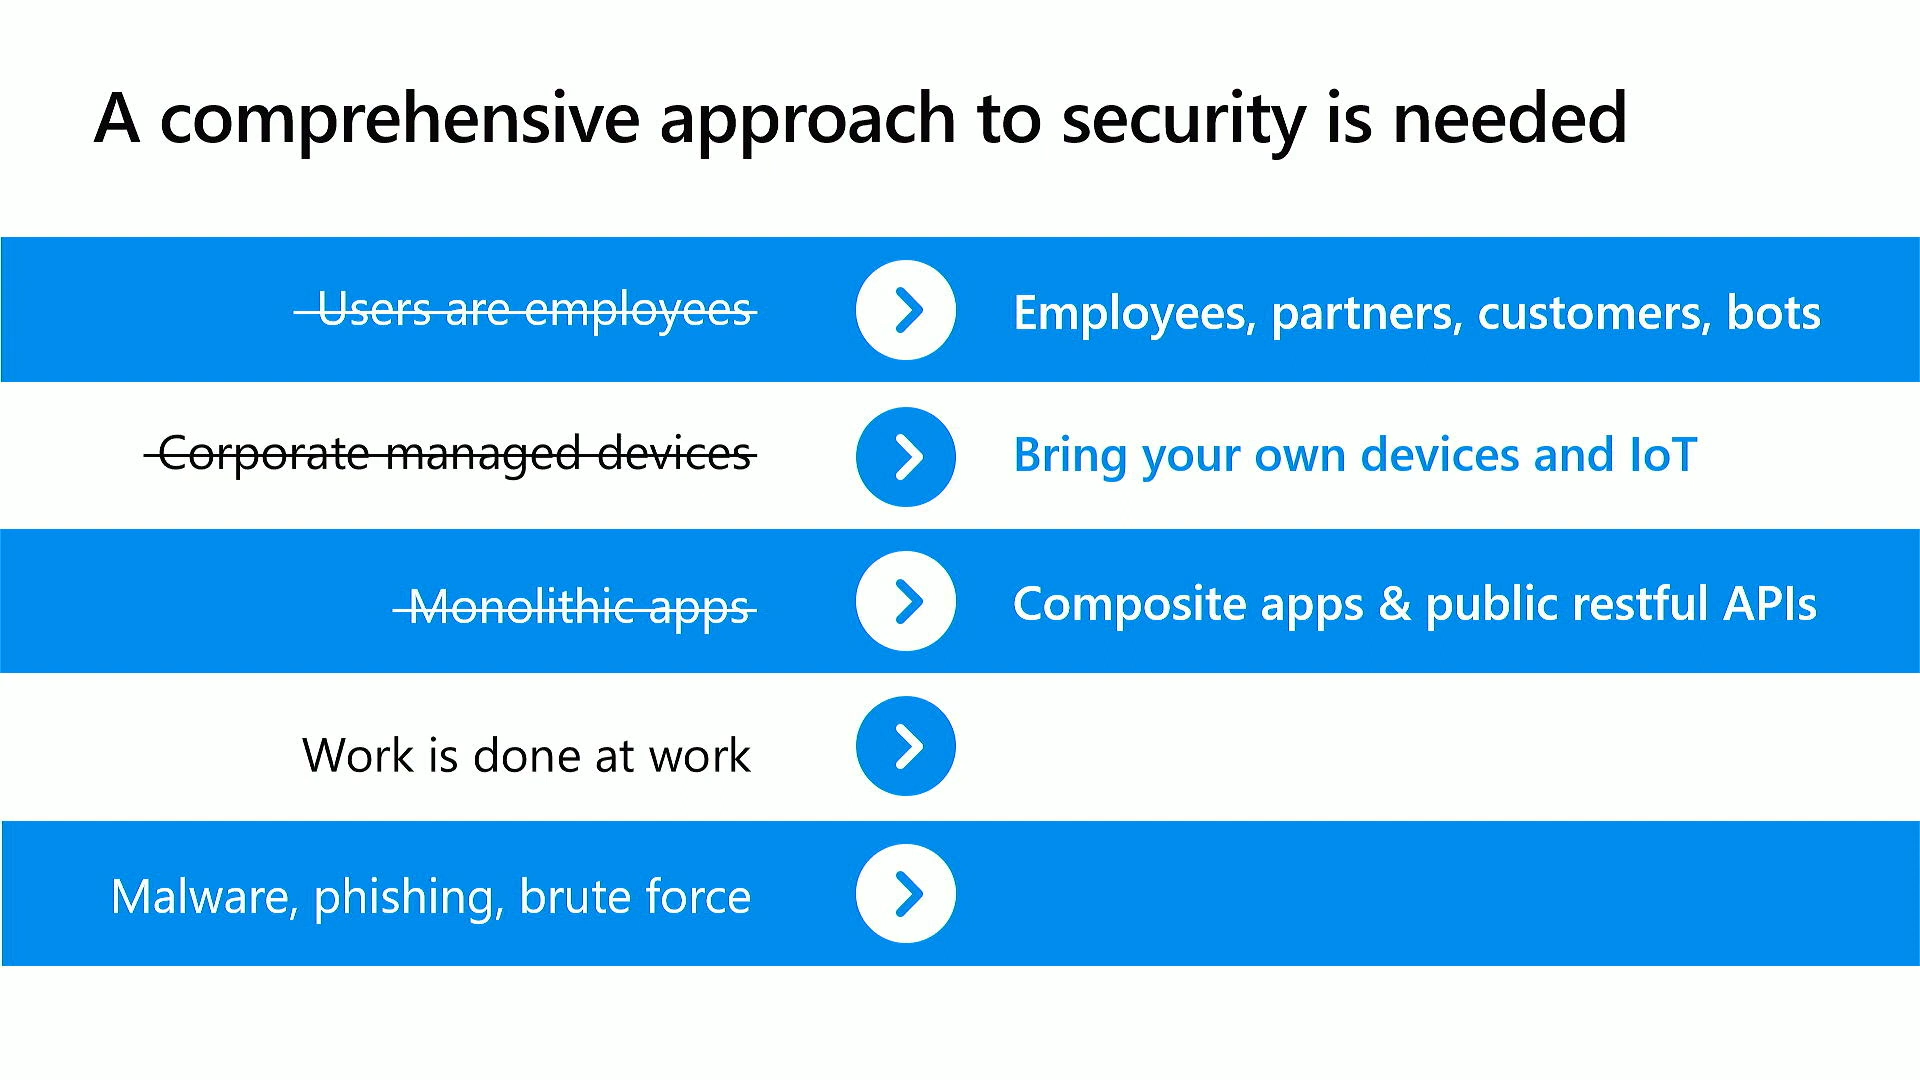 A comprehensive approach to security is needed
Users are employees
Employees, partners, customers, bots
Corporate managed devices
Bring your own devices and IoT
Monolithic apps
Composite apps & public restful APIs
Work is done at work
Malware, phishing, brute force